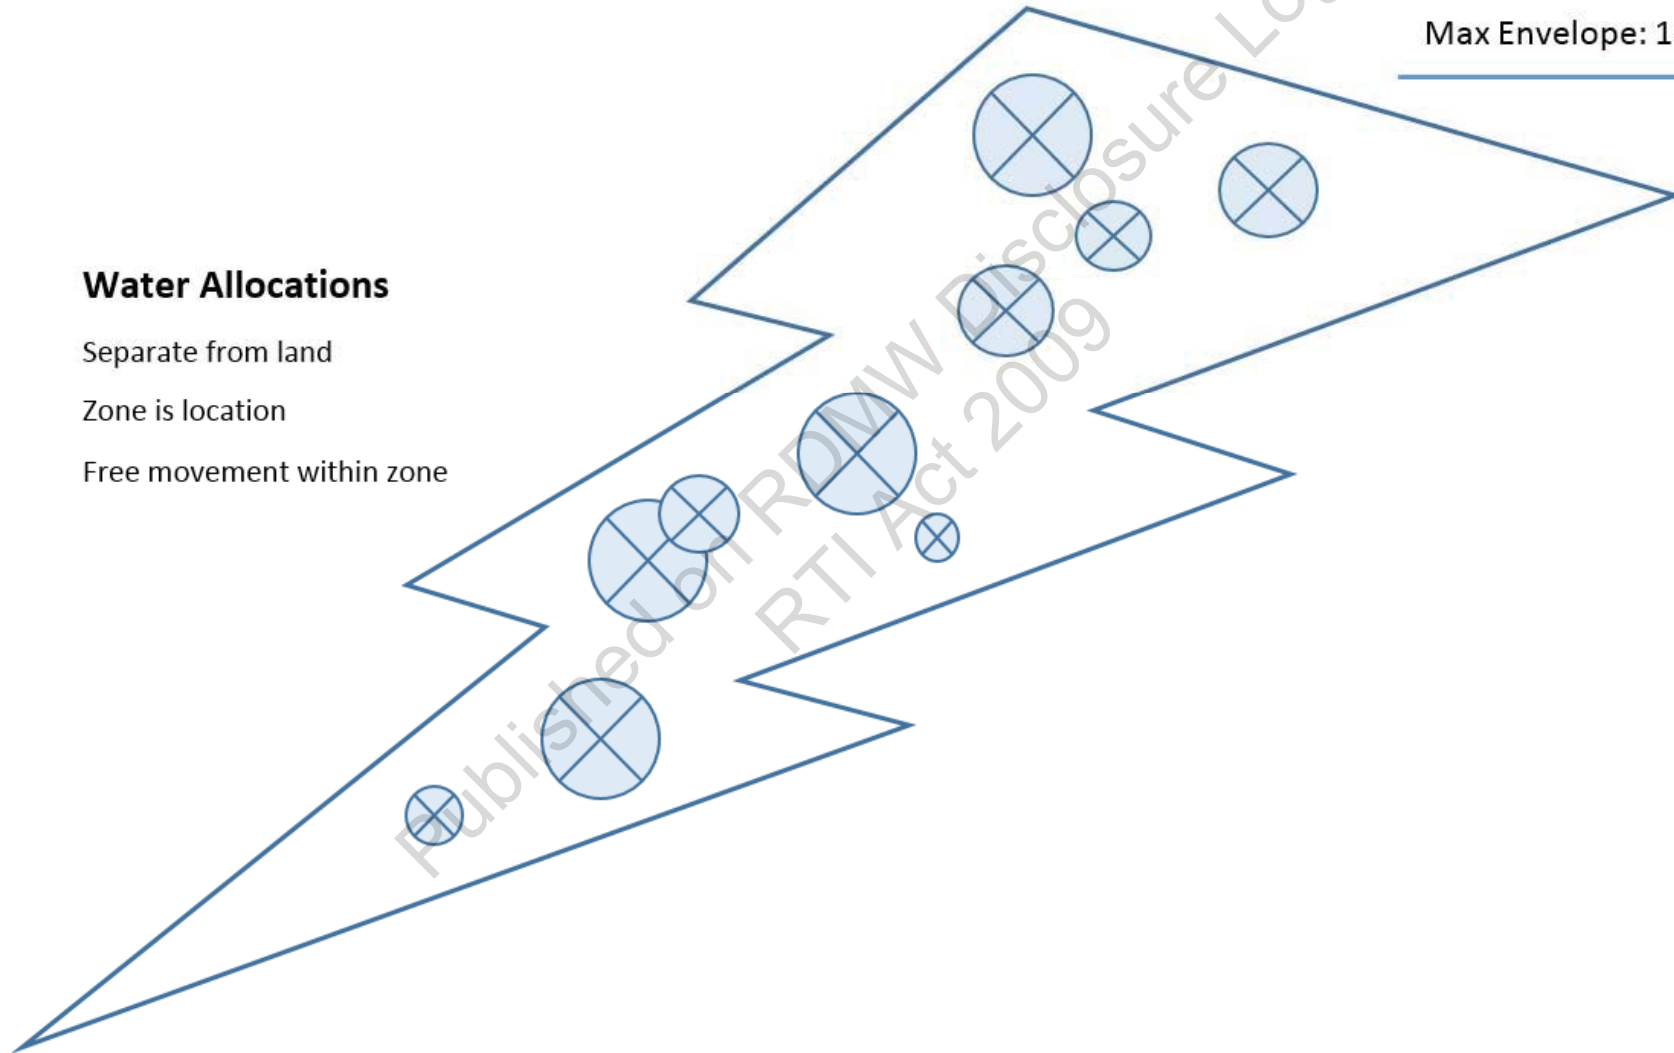 Max Envelope: 1
Water Allocations
Separate from land
Zone is location
Free movement within zone
Published on RDMW Disclosure Lo
RTI Act 2009